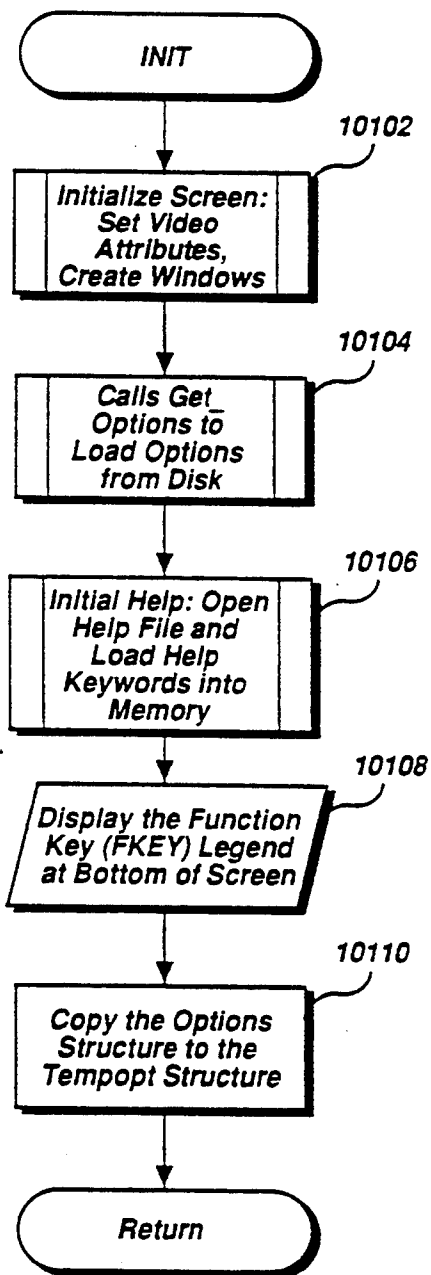 INIT
10102
Initialize Screen:
Set Video
Attributes,
Create Windows
10104
Calls Get_
Options to
Load Options
from Disk
10106
Initial Help: Open
Help File and
Load Help
Keywords into
Memory
10108
Display the Function
Key (FKEY) Legend
at Bottom of Screen
10110
Copy the Options
Structure to the
Tempopt Structure
Return